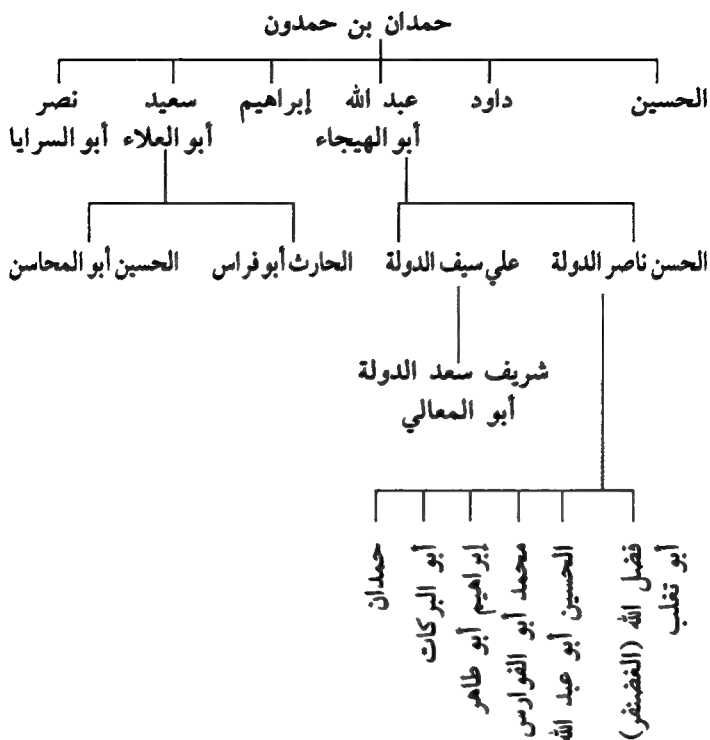 حمدان بن حمدون
الحسين داود عبد الله إبراهيم سعيد نصر
أبو الهيجاء أبو العلاء أبو السرايا
الحسن ناصر الدولة علي سيف الدولة الحارث أبو فراس الحسين أبو المحاسن
شريف سعد الدولة
أبو المعالي
أبو تغلب
فضل الله (الغضنفر)
الحسين أبو عبد الله
محمد أبو الفوارس
إبراهيم أبو طاهر
أبو البركات
حمدان